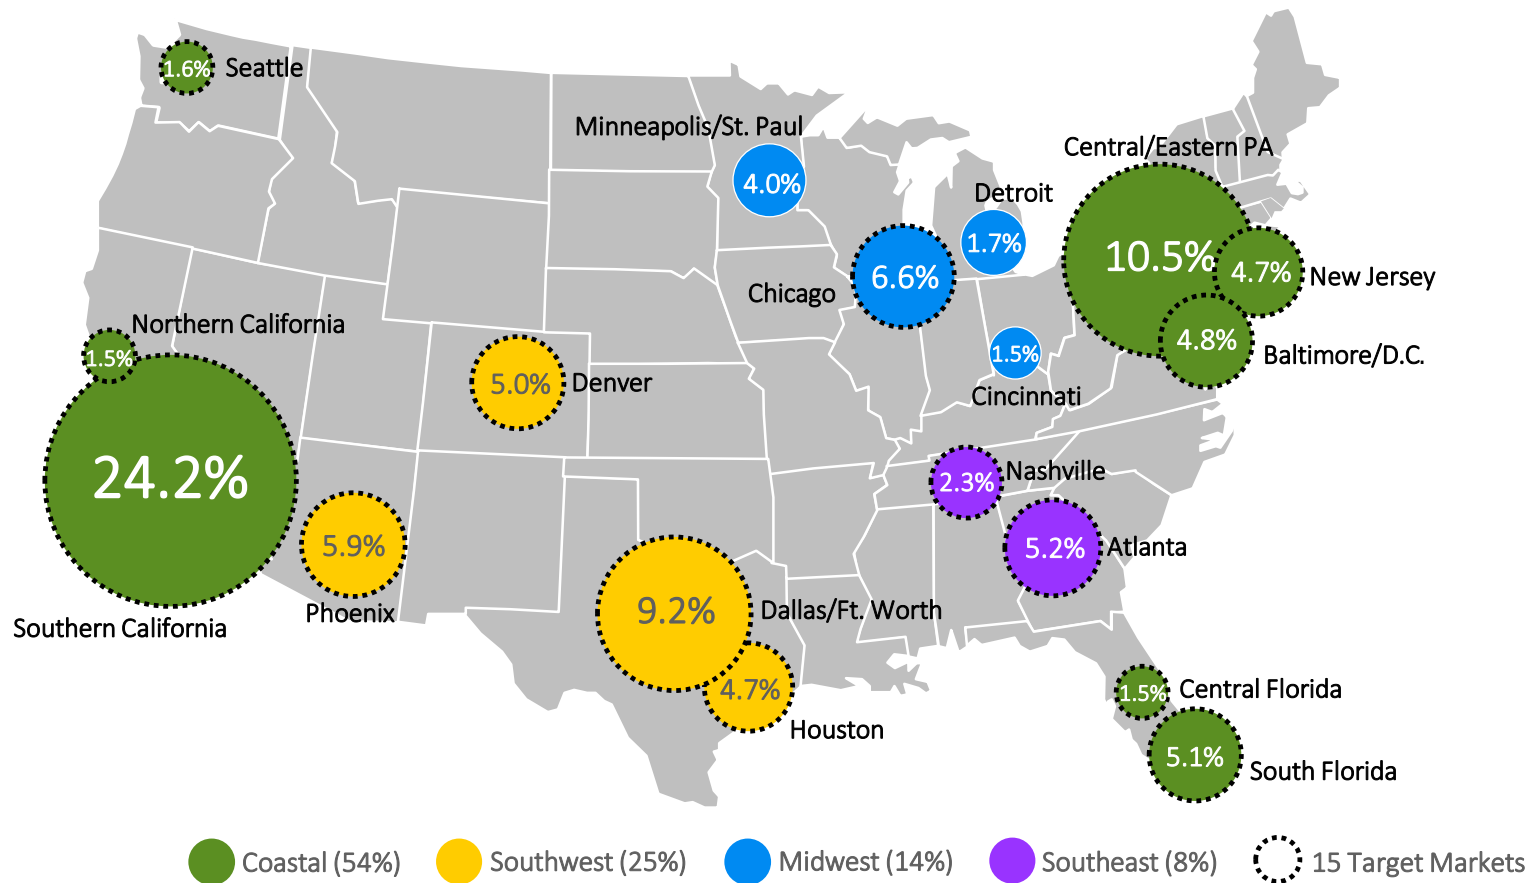 1.6% Seattle
Minneapolis/St. Paul
4.0%
Central/Eastern PA
10.5%
Detroit
1.7%
6.6%
Chicago
4.7%
New Jersey
4.8%
Baltimore/D.C.
Northern California
1.5%
5.0%
Denver
1.5%
Cincinnati
24.2%
Southern California
5.9%
Phoenix
Nashville
2.3%
5.2%
Atlanta
9.2%
Dallas/Ft. Worth
4.7%
Houston
1.5%
Central Florida
5.1%
South Florida
Coastal (54%) Southwest (25%) Midwest (14%) Southeast (8%) 15 Target Markets